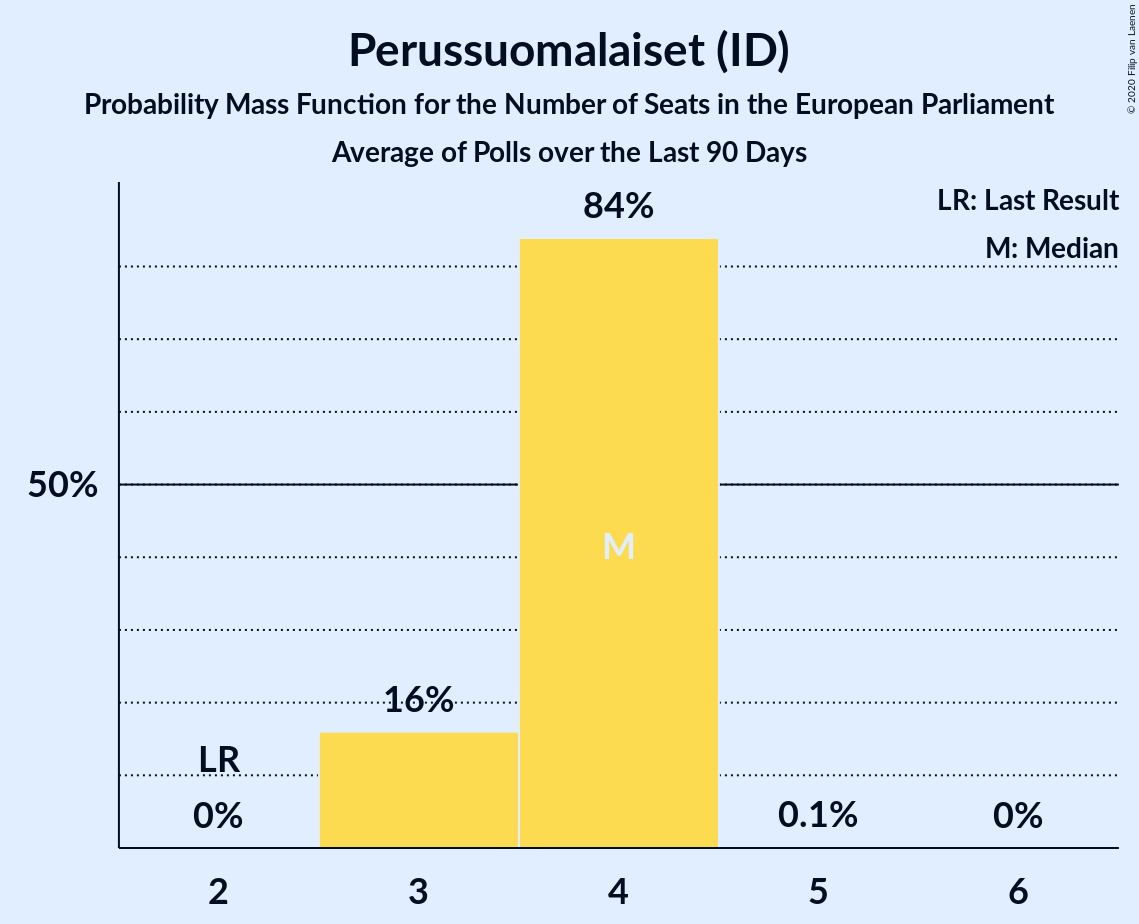 Perussuomalaiset (ID)
Probability Mass Function for the Number of Seats in the European Parliament
Average of Polls over the Last 90 Days
© 2020 Filip van Laenen
LR: Last Result
M: Median
84%
50%
M
16%
LR
0%
0.1%
0%
2
3
4
5
6